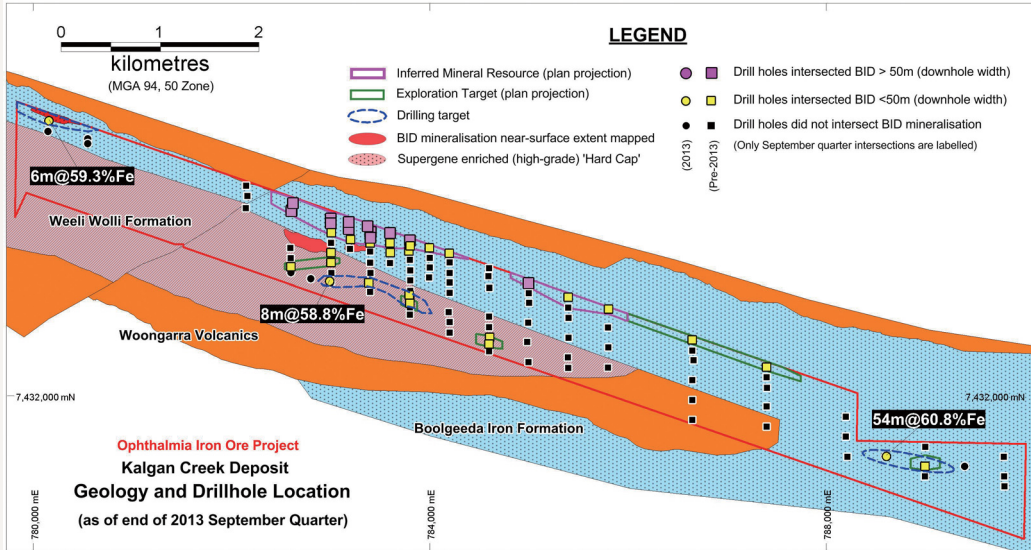 0 1 2
kilometres
(MGA 94, 50 Zone)
LEGEND
Inferred Mineral Resource (plan projection)
Exploration Target (plan projection)
Drilling target
BID mineralisation near-surface extent mapped
Supergene enriched (high-grade) 'Hard Cap'
Drill holes intersected BID > 50m (downhole width)
Drill holes intersected BID <50m (downhole width)
Drill holes did not intersect BID mineralisation
(Only September quarter intersections are labelled)
(2013)
(Pre-2013)
6m@59.3%Fe
Weeli Wolli Formation
8m@58.8%Fe
Woongarra Volcanics
7,432,000 mN
7,432,000 mN
54m@60.8%Fe
Boolgeeda Iron Formation
Ophthalmia Iron Ore Project
Kalgan Creek Deposit
Geology and Drillhole Location
(as of end of 2013 September Quarter)
780,000 mE
784,000 mE
788,000 mE